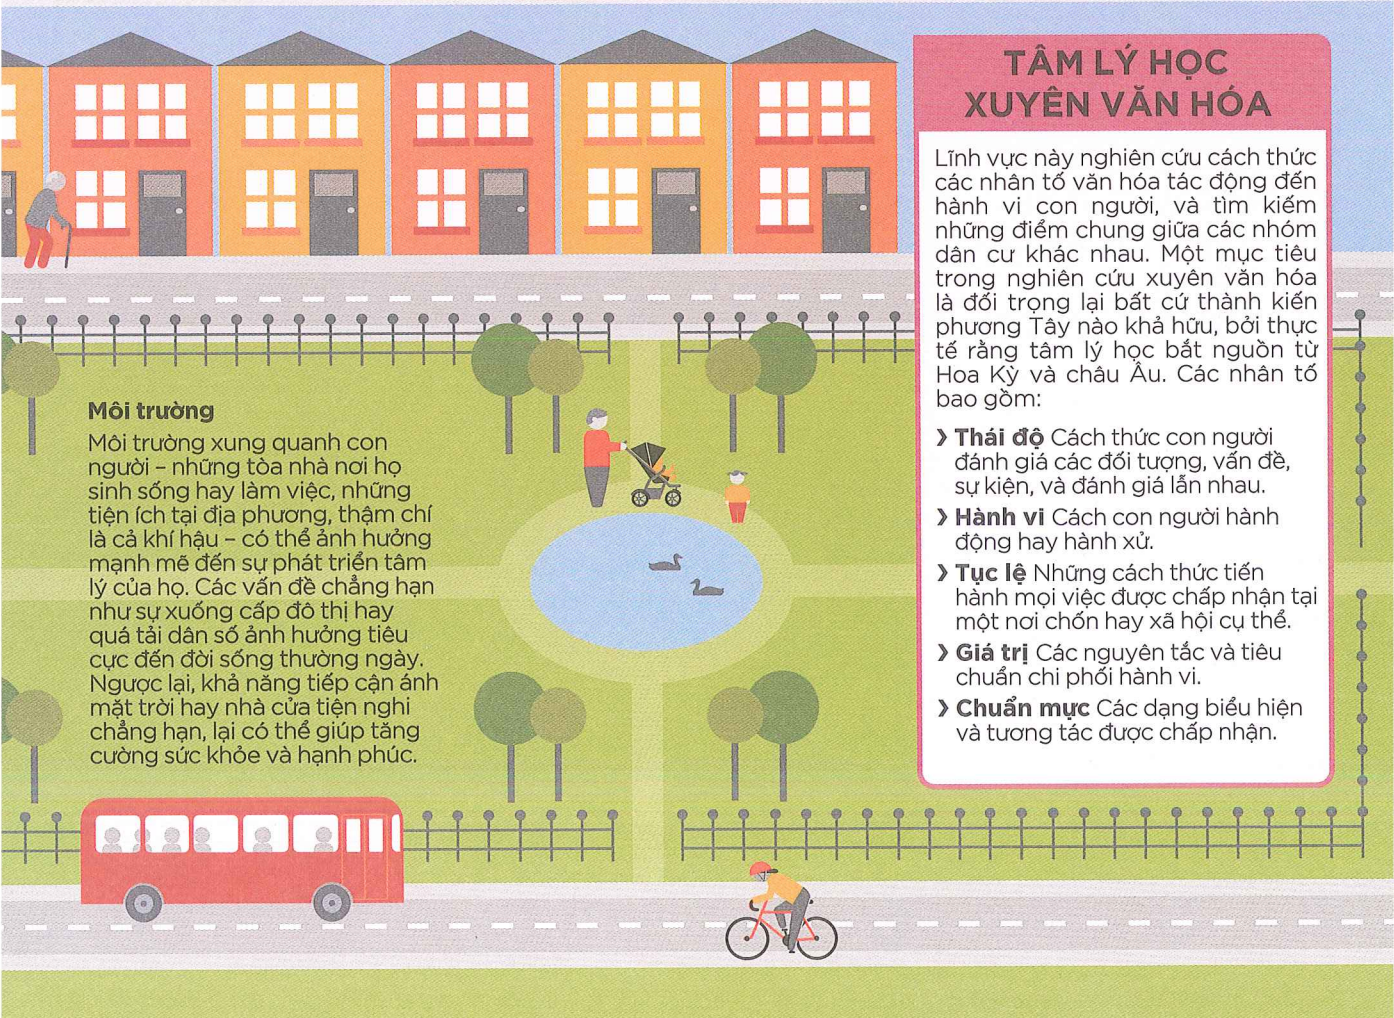 TÂM LÝ HỌC
XUYÊN VĂN HÓA
Lĩnh vực này nghiên cứu cách thức
các nhân tố văn hóa tác động đến
hành vi con người, và tìm kiếm
những điểm chung giữa các nhóm
dân cư khác nhau. Một mục tiêu
trong nghiên cứu xuyên văn hóa
là đối trọng lại bất cứ thành kiến
phương Tây nào khả hữu, bởi thực
tế rằng tâm lý học bắt nguồn từ
Hoa Kỳ và châu Âu. Các nhân tố
bao gồm:
❯ Thái độ Cách thức con người
đánh giá các đối tượng, vấn đề,
sự kiện, và đánh giá lẫn nhau.
❯ Hành vi Cách con người hành
động hay hành xử.
❯ Tục lệ Những cách thức tiến
hành mọi việc được chấp nhận tại
một nơi chốn hay xã hội cụ thể.
❯ Giá trị Các nguyên tắc và tiêu
chuẩn chi phối hành vi.
❯ Chuẩn mực Các dạng biểu hiện
và tương tác được chấp nhận.
Môi trường
Môi trường xung quanh con
người – những tòa nhà nơi họ
sinh sống hay làm việc, những
tiện ích tại địa phương, thậm chí
là cả khí hậu – có thể ảnh hưởng
mạnh mẽ đến sự phát triển tâm
lý của họ. Các vấn đề chẳng hạn
như sự xuống cấp đô thị hay
quá tải dân số ảnh hưởng tiêu
cực đến đời sống thường ngày.
Ngược lại, khả năng tiếp cận ánh
mặt trời hay nhà cửa tiện nghi
chẳng hạn, lại có thể giúp tăng
cường sức khỏe và hạnh phúc.